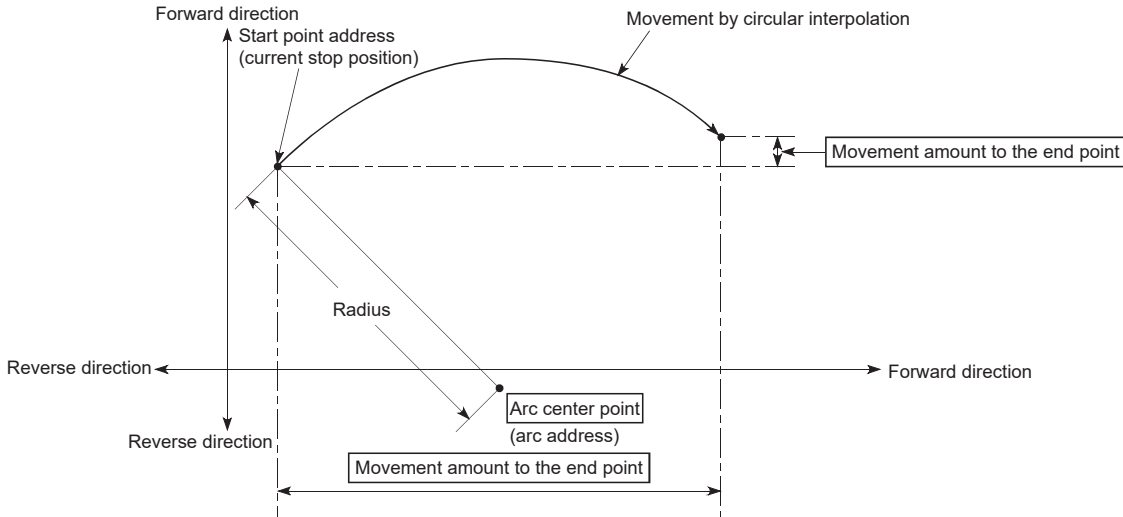 Forward direction
Movement by circular interpolation
Start point address
(current stop position)
Movement amount to the end point
Radius
Reverse direction
Forward direction
Arc center point
(arc address)
Reverse direction
Movement amount to the end point